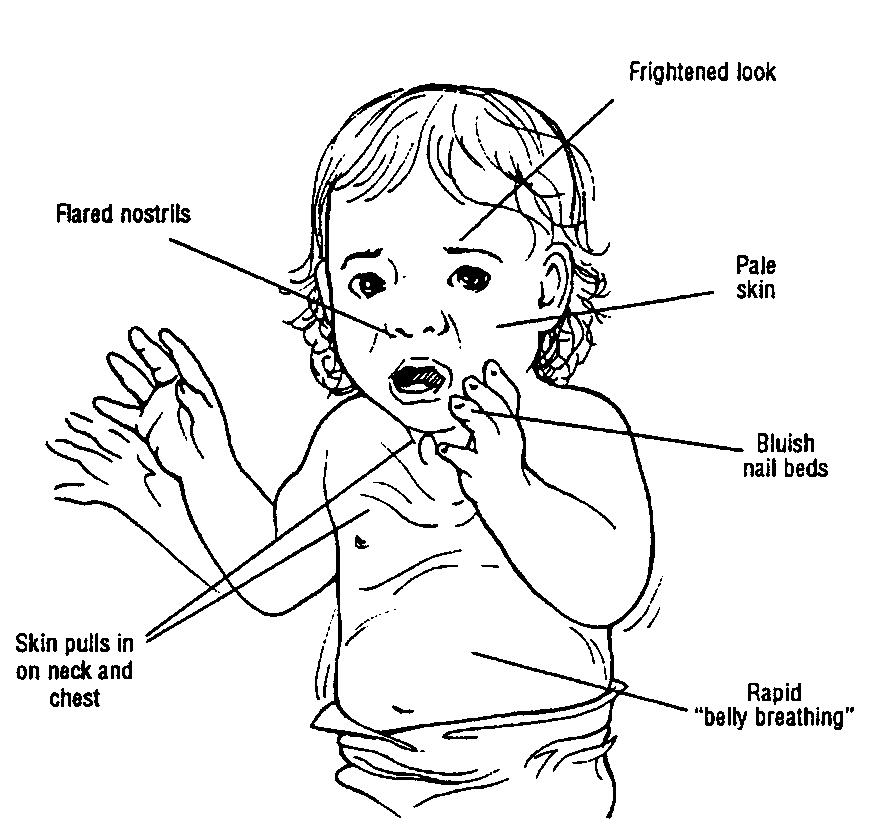 Frightened look
Flared nostrils
Pale
skin
Bluish
nail beds
Skin pulls in
on neck and
chest
Rapid
“belly breathing”